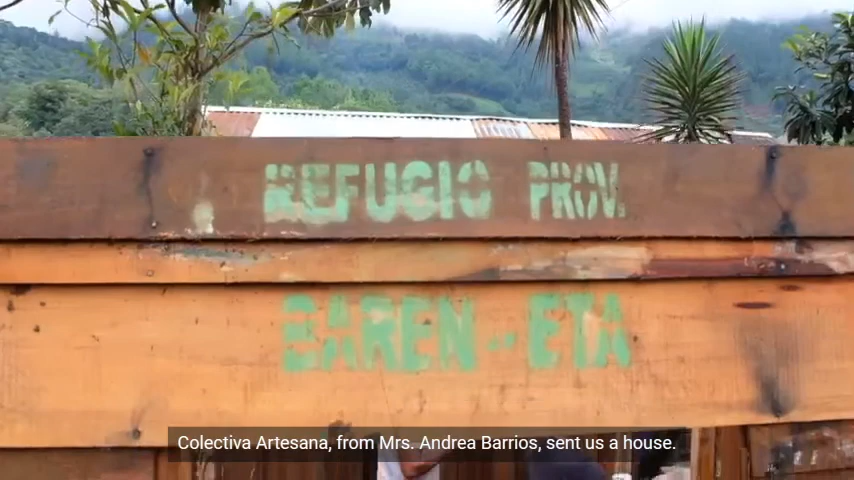 REFUGIO PROV.
BAREN-ETA
Colectiva Artesana, from Mrs. Andrea Barrios, sent us a house.